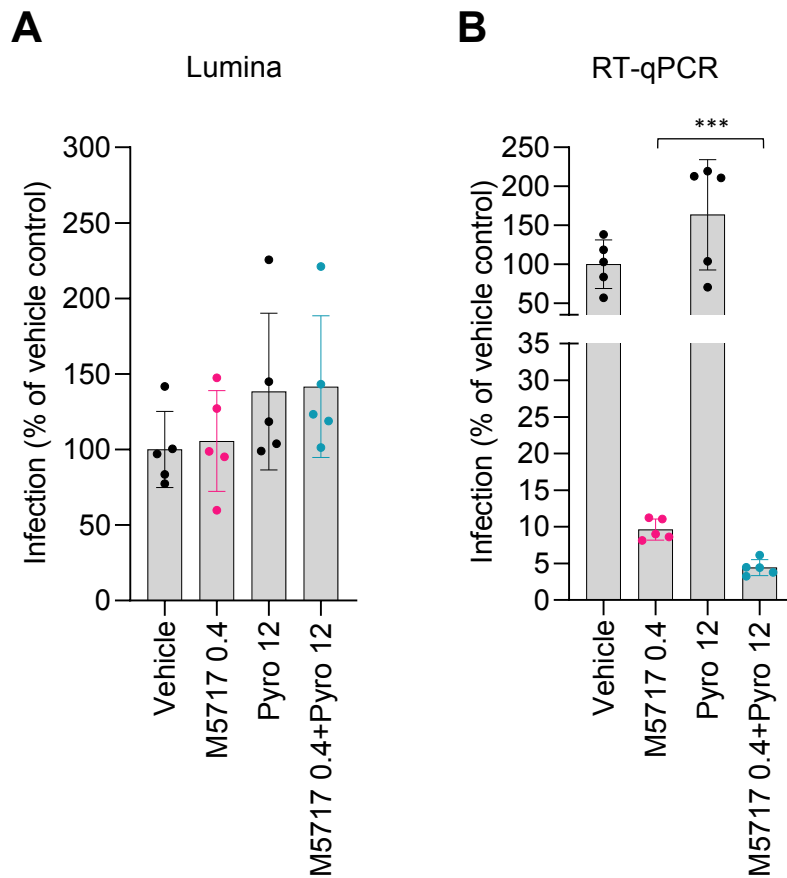 A
Lumina
Infection (% of vehicle control)
300
250
200
150
100
50
0
Vehicle
M5717 0.4
Pyro 12
M5717 0.4+Pyro 12
B
RT-qPCR
***
Infection (% of vehicle control)
250
200
150
100
50
35
30
25
20
15
10
5
0
Vehicle
M5717 0.4
Pyro 12
M5717 0.4+Pyro 12